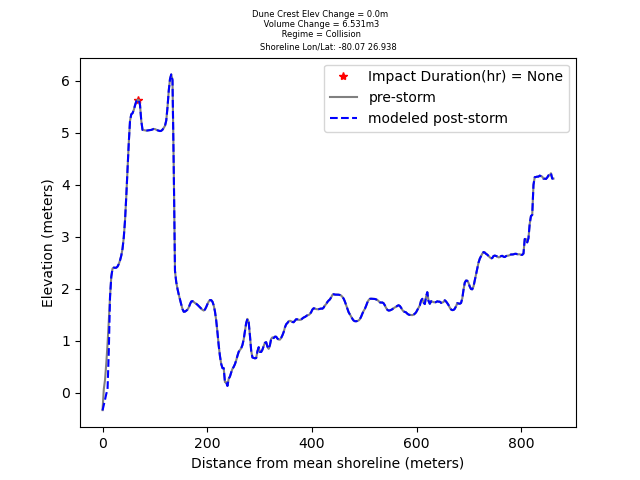 Dune Crest Elev Change = 0.0m
Volume Change = 6.531m3
Regime = Collision
Shoreline Lon/Lat: -80.07 26.938
Impact Duration(hr) = None
pre-storm
modeled post-storm
Elevation (meters)
6
5
4
3
2
1
0
0 200 400 600 800
Distance from mean shoreline (meters)